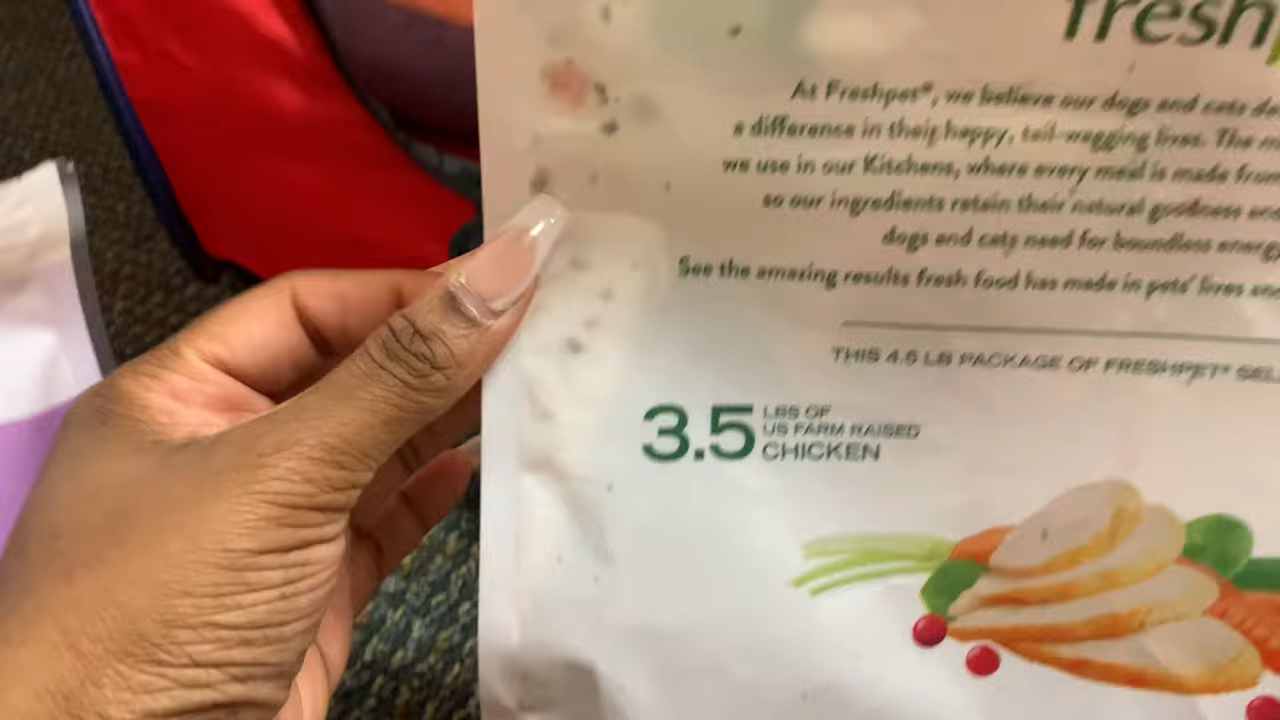 freshp
At Freshpet®, we believe our dogs and cats de
a difference in their happy, tail-wagging lives. The m
we use in our Kitchens, where every meal is made from
so our ingredients retain their natural goodness and
dogs and cats need for boundless energy
See the amazing results fresh food has made in pets' lives and
THIS 4.5 LB PACKAGE OF FRESHPET® SEL
3.5 LBS OF
US FARM RAISED
CHICKEN